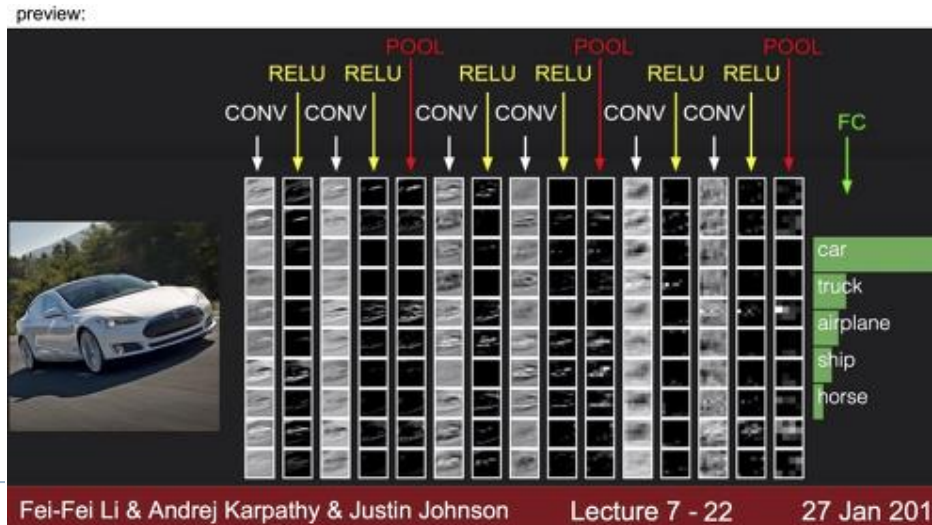 preview:
POOL POOL POOL
RELU RELU RELU RELU RELU RELU
CONV CONV CONV CONV CONV CONV
FC
car
truck
airplane
ship
horse
Fei-Fei Li & Andrej Karpathy & Justin Johnson Lecture 7 - 22 27 Jan 201